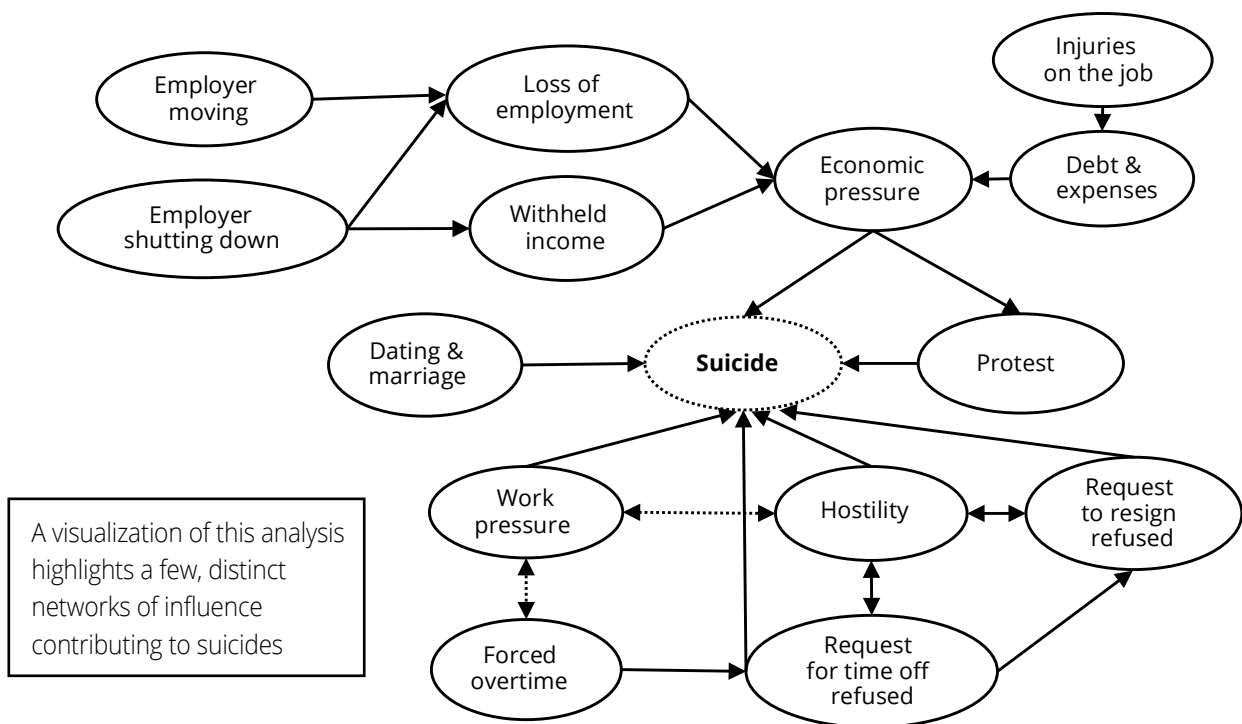 Injuries
on the job
Employer
moving
Loss of
employment
Economic
pressure
Debt &
expenses
Employer
shutting down
Withheld
income
Dating &
marriage
Suicide
Protest
Work
pressure
Hostility
Request
to resign
refused
A visualization of this analysis
highlights a few, distinct
networks of influence
contributing to suicides
Forced
overtime
Request
for time off
refused